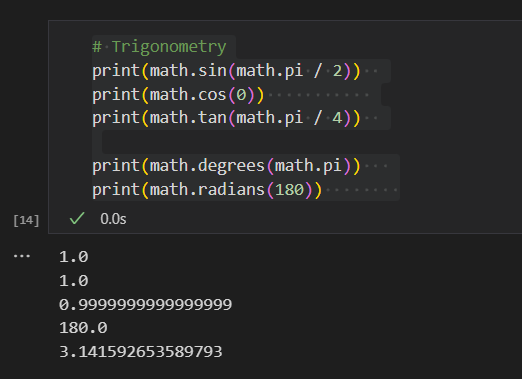 # Trigonometry
print(math.sin(math.pi / 2))
print(math.cos(0))
print(math.tan(math.pi / 4))
print(math.degrees(math.pi))
print(math.radians(180))
[14]
0.0s
...
1.0
1.0
0.9999999999999999
180.0
3.141592653589793